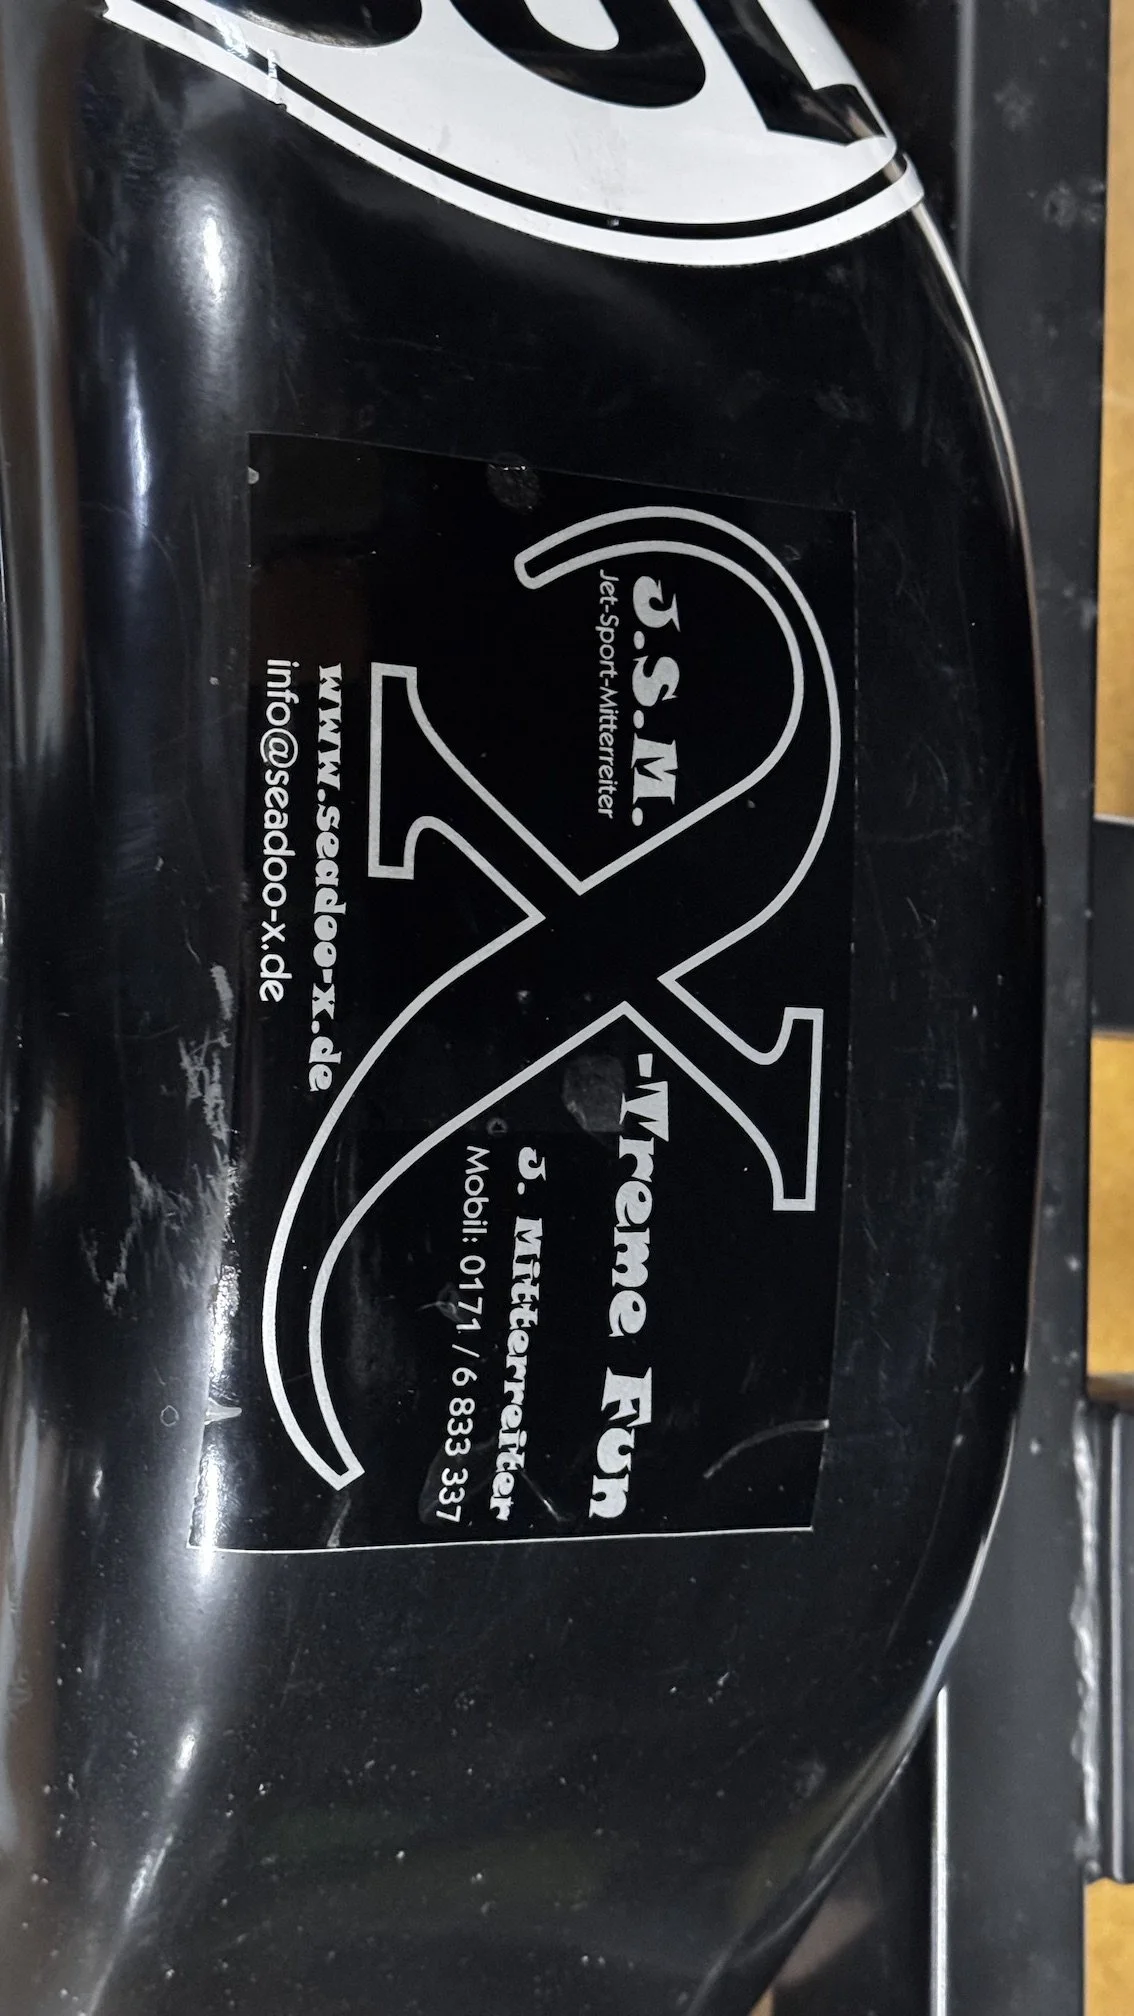 J.S.M.
Jet-Sport-Mitterreiter
X-Treme Fun
J. Mitterreiter
Mobil: 0171 / 6 833 337
www.seadoo-x.de
info@seadoo-x.de